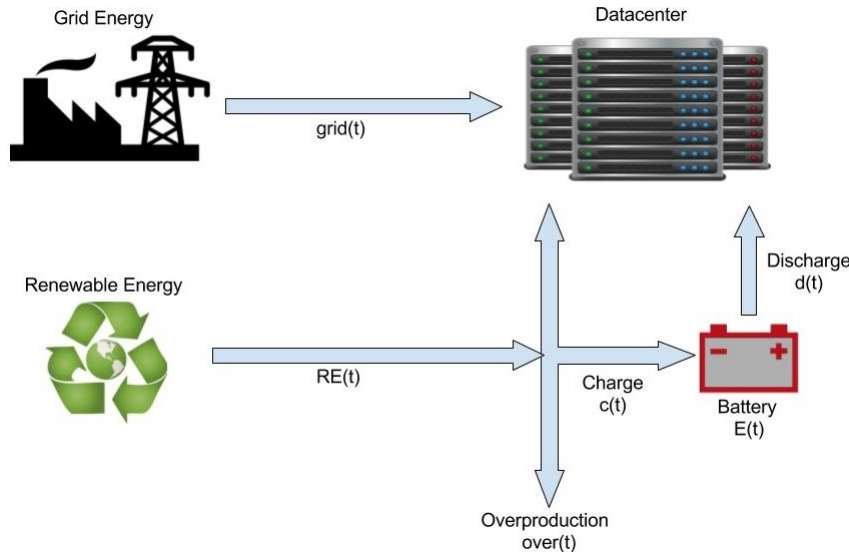 Grid Energy
Datacenter
grid(t)
Discharge
d(t)
Renewable Energy
RE(t)
Charge
c(t)
Battery
E(t)
Overproduction
over(t)